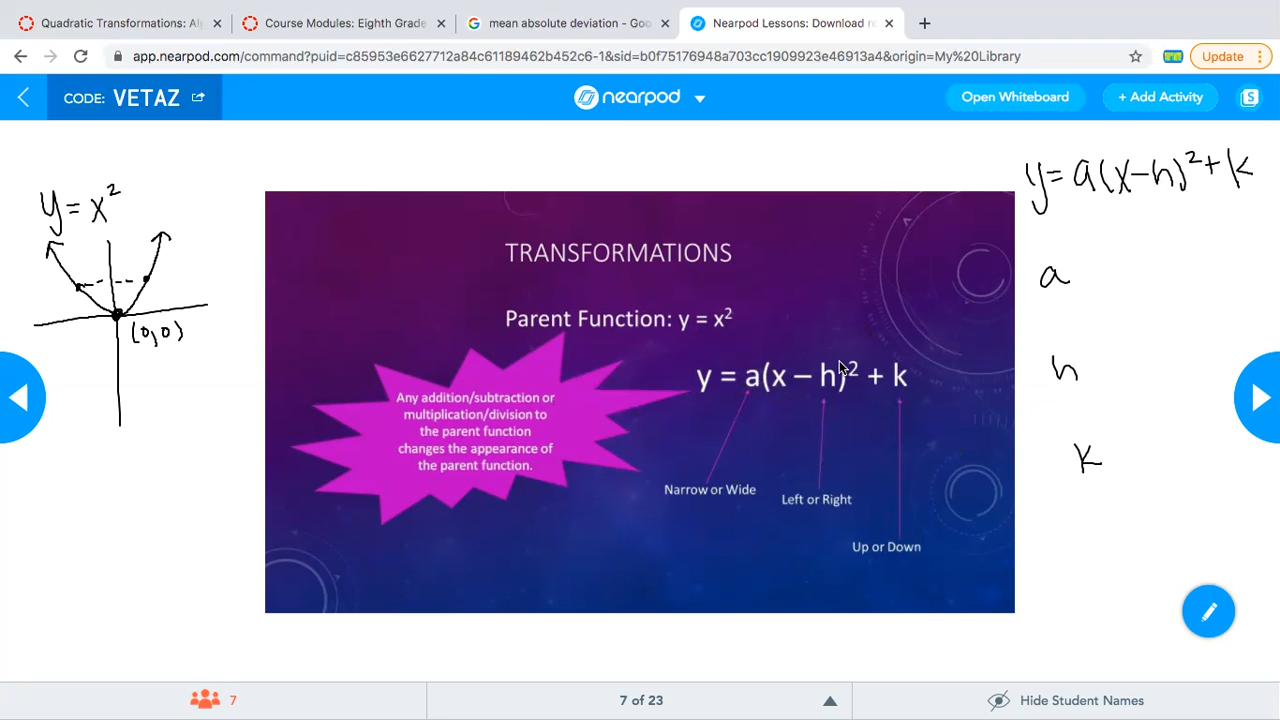 Quadratic Transformations: Al
Course Modules: Eighth Grade
mean absolute deviation - Goo
Nearpod Lessons: Download re
app.nearpod.com/command?puid=c85953e6627712a84c61189462b452c6-1&sid=b0f75176948a703cc1909923e46913a4&origin=My%20Library
Update
CODE: VETAZ
nearpod
Open Whiteboard
+ Add Activity
S
y = x²
(0,0)
TRANSFORMATIONS
Parent Function: y = x²
y = a(x – h)² + k
Any addition/subtraction or
multiplication/division to
the parent function
changes the appearance of
the parent function.
Narrow or Wide
Left or Right
Up or Down
y = a(x-h)² + k
a
h
k
7
7 of 23
Hide Student Names